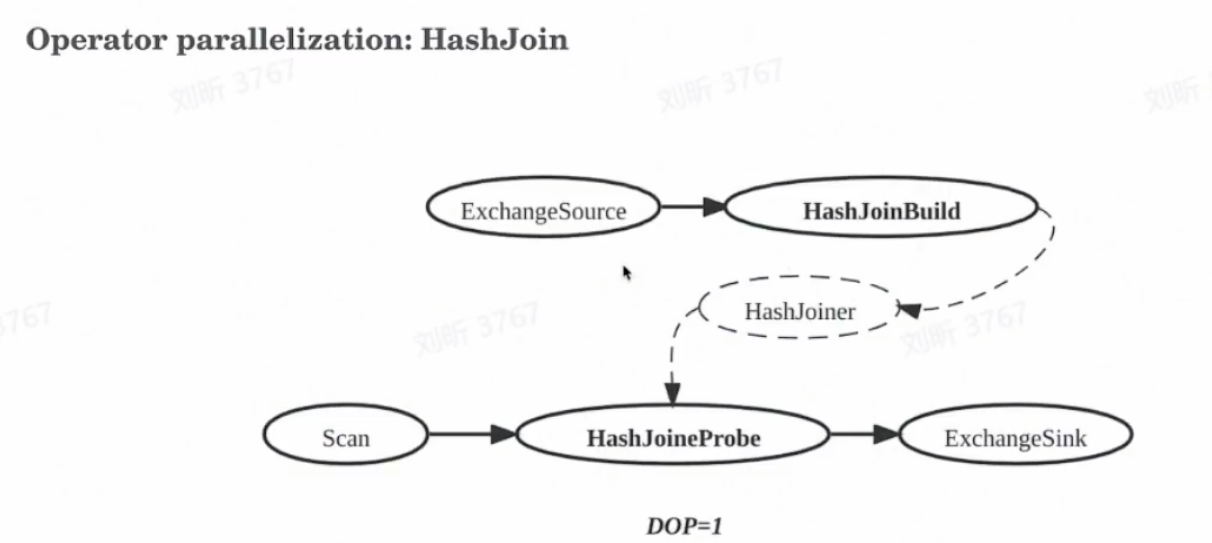 Operator parallelization: HashJoin
刘昕 3767
刘昕 3767
刘昕
ExchangeSource
HashJoinBuild
HashJoiner
3767
刘昕 3767
刘昕 3767
Scan
HashJoineProbe
ExchangeSink
DOP=1